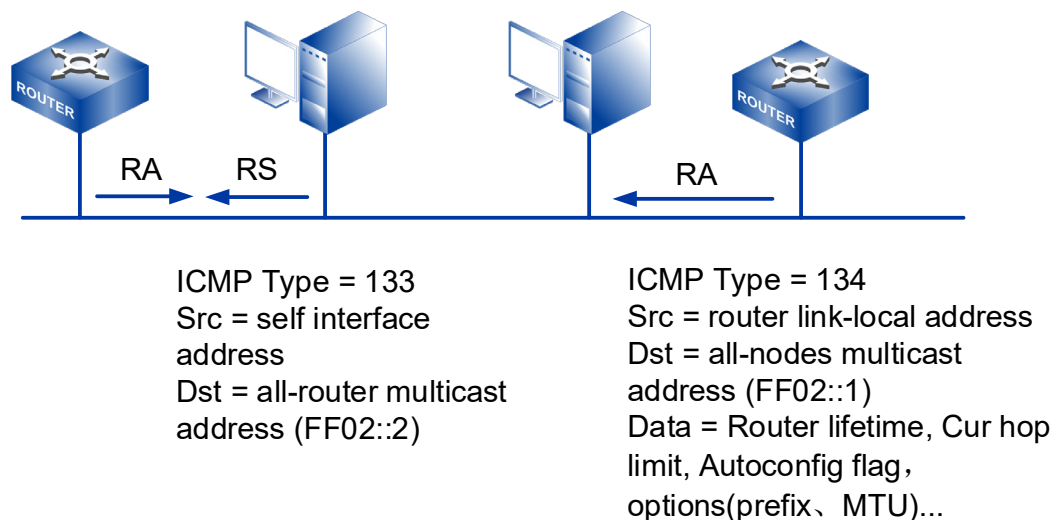 ROUTER
ROUTER
RA
RS
RA
ICMP Type = 133
Src = self interface
address
Dst = all-router multicast
address (FF02::2)
ICMP Type = 134
Src = router link-local address
Dst = all-nodes multicast
address (FF02::1)
Data = Router lifetime, Cur hop
limit, Autoconfig flag，
options(prefix、MTU)...